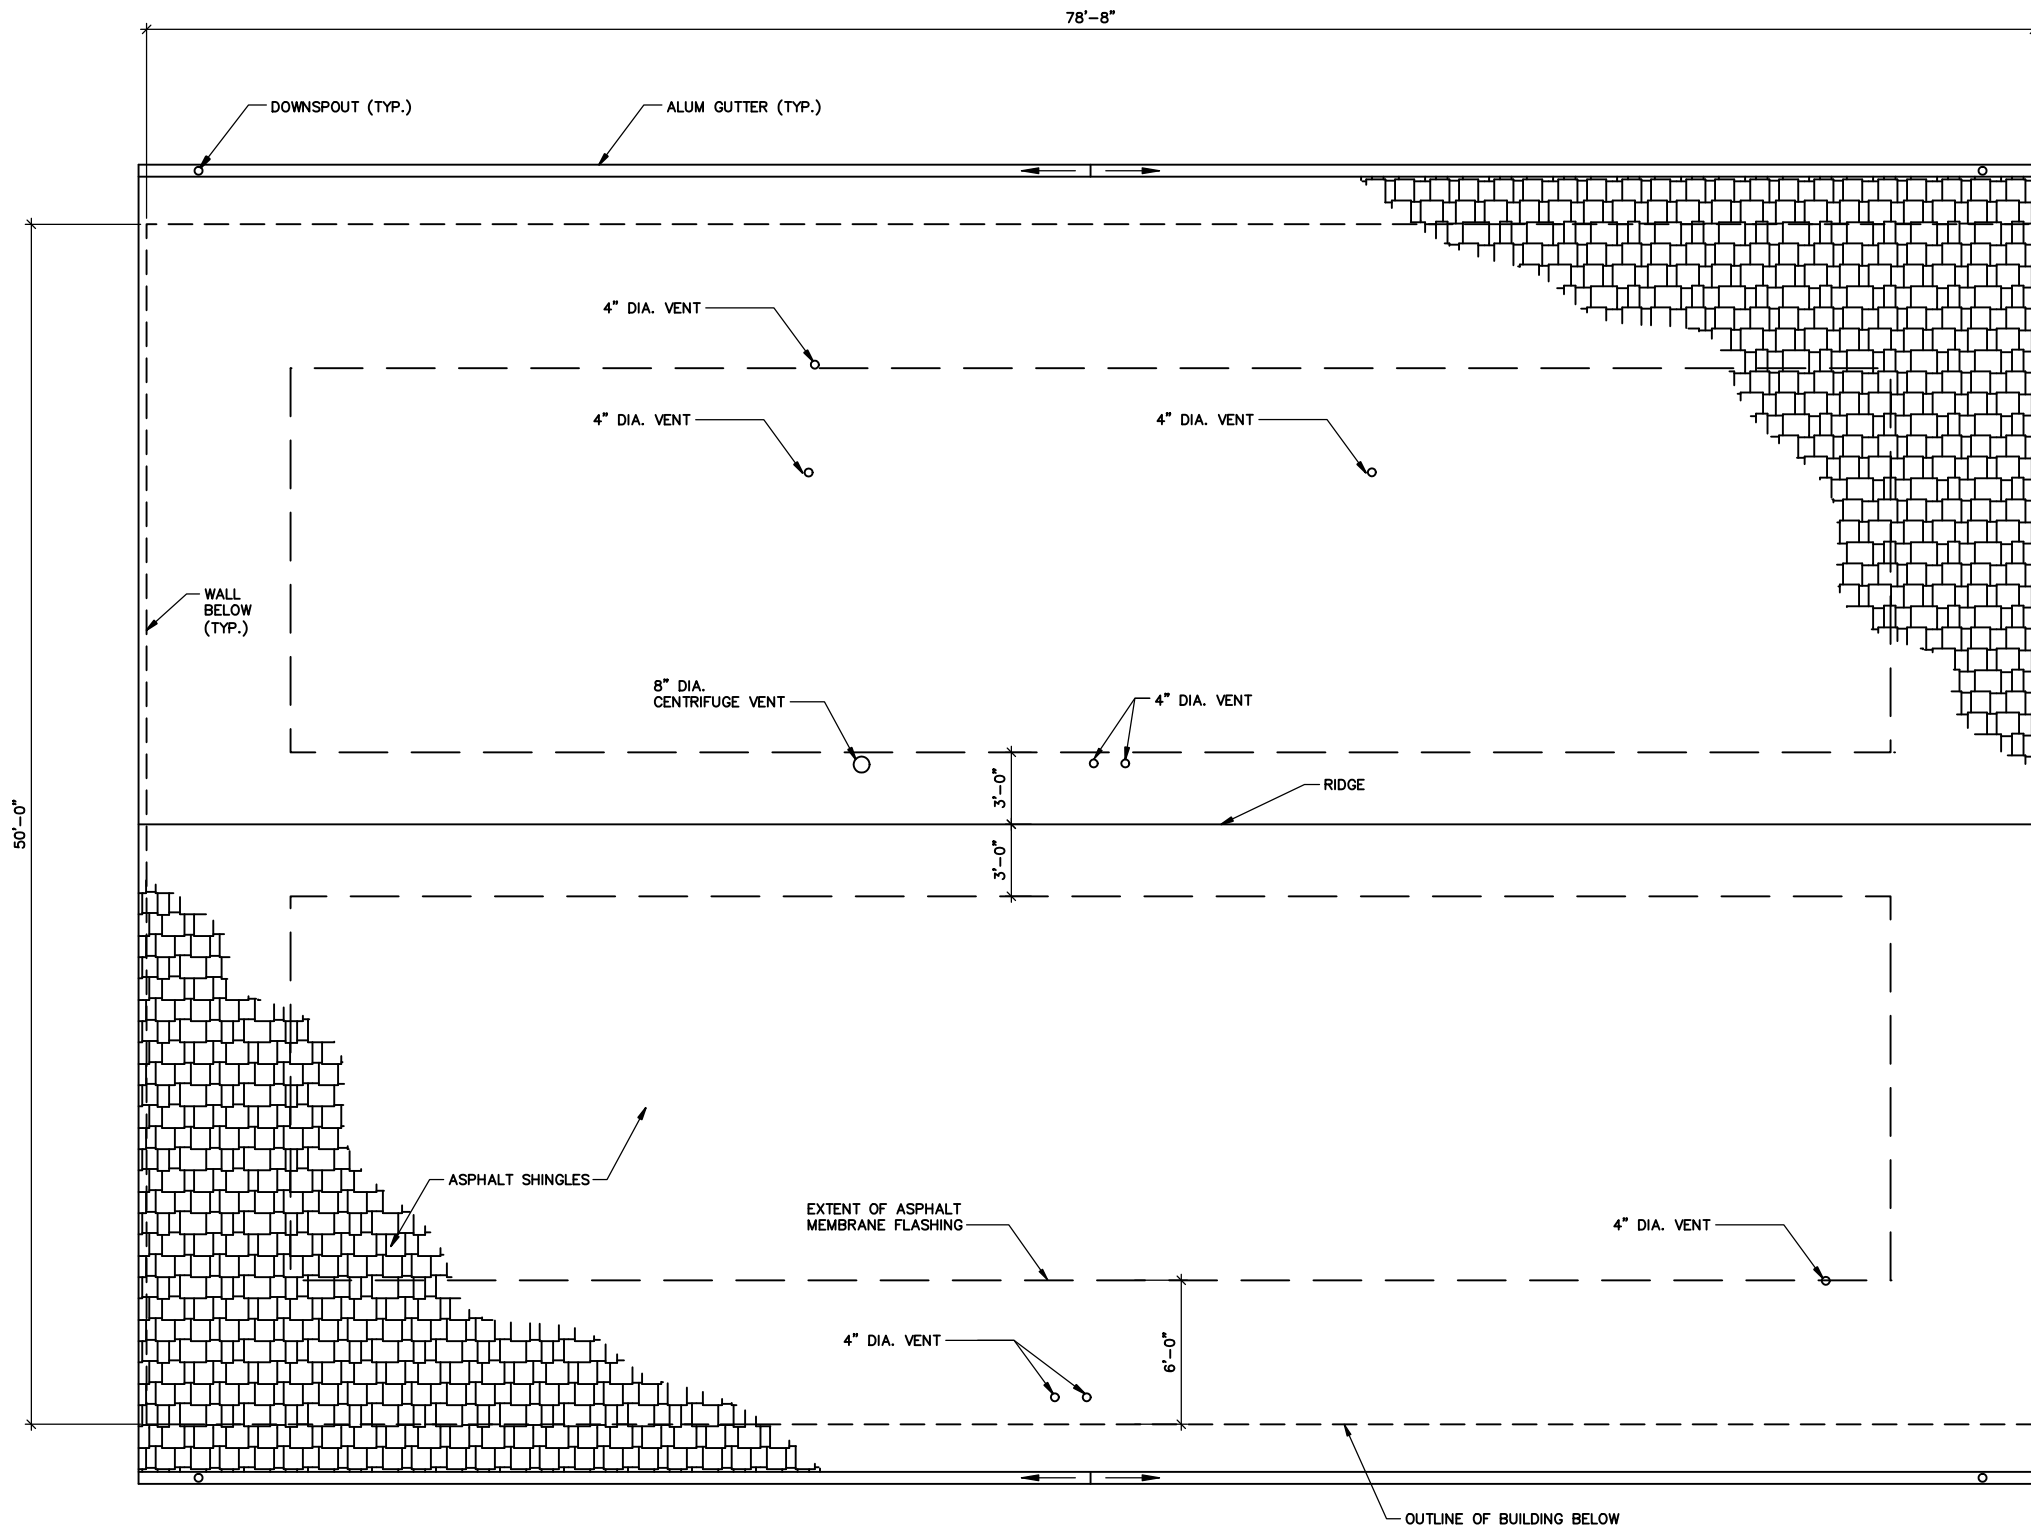 78'-8"
DOWNSPOUT (TYP.)
ALUM GUTTER (TYP.)
4" DIA. VENT
4" DIA. VENT
4" DIA. VENT
WALL
BELOW
(TYP.)
8" DIA.
CENTRIFUGE VENT
4" DIA. VENT
3'-0"
RIDGE
50'-0"
3'-0"
ASPHALT SHINGLES
EXTENT OF ASPHALT
MEMBRANE FLASHING
4" DIA. VENT
4" DIA. VENT
6'-0"
OUTLINE OF BUILDING BELOW